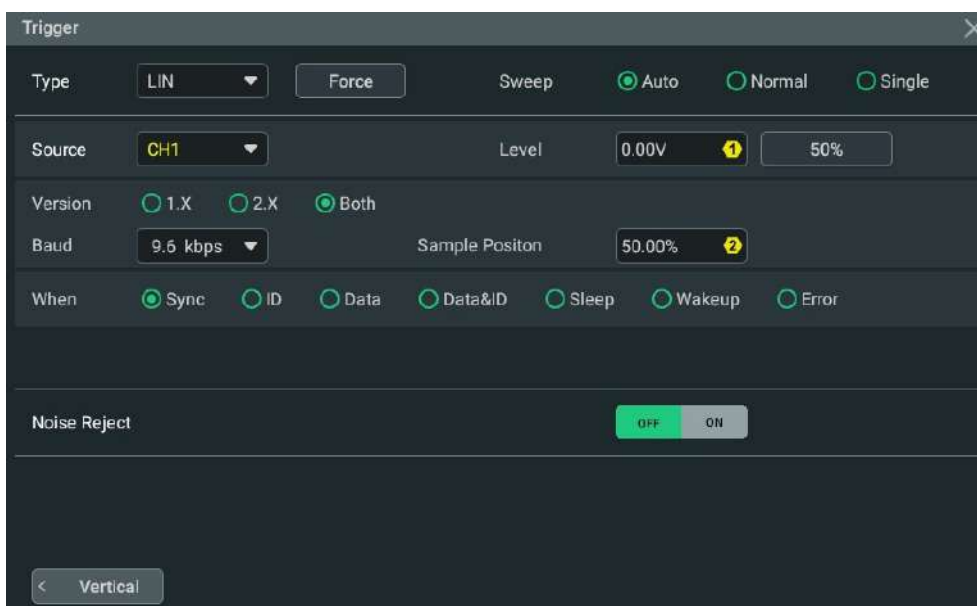 Trigger
Type LIN Force Sweep Auto Normal Single
Source CH1 Level 0.00V 1 50%
Version 1.X 2.X Both
Baud 9.6 kbps Sample Positon 50.00% 2
When Sync ID Data Data&ID Sleep Wakeup Error
Noise Reject OFF ON
< Vertical